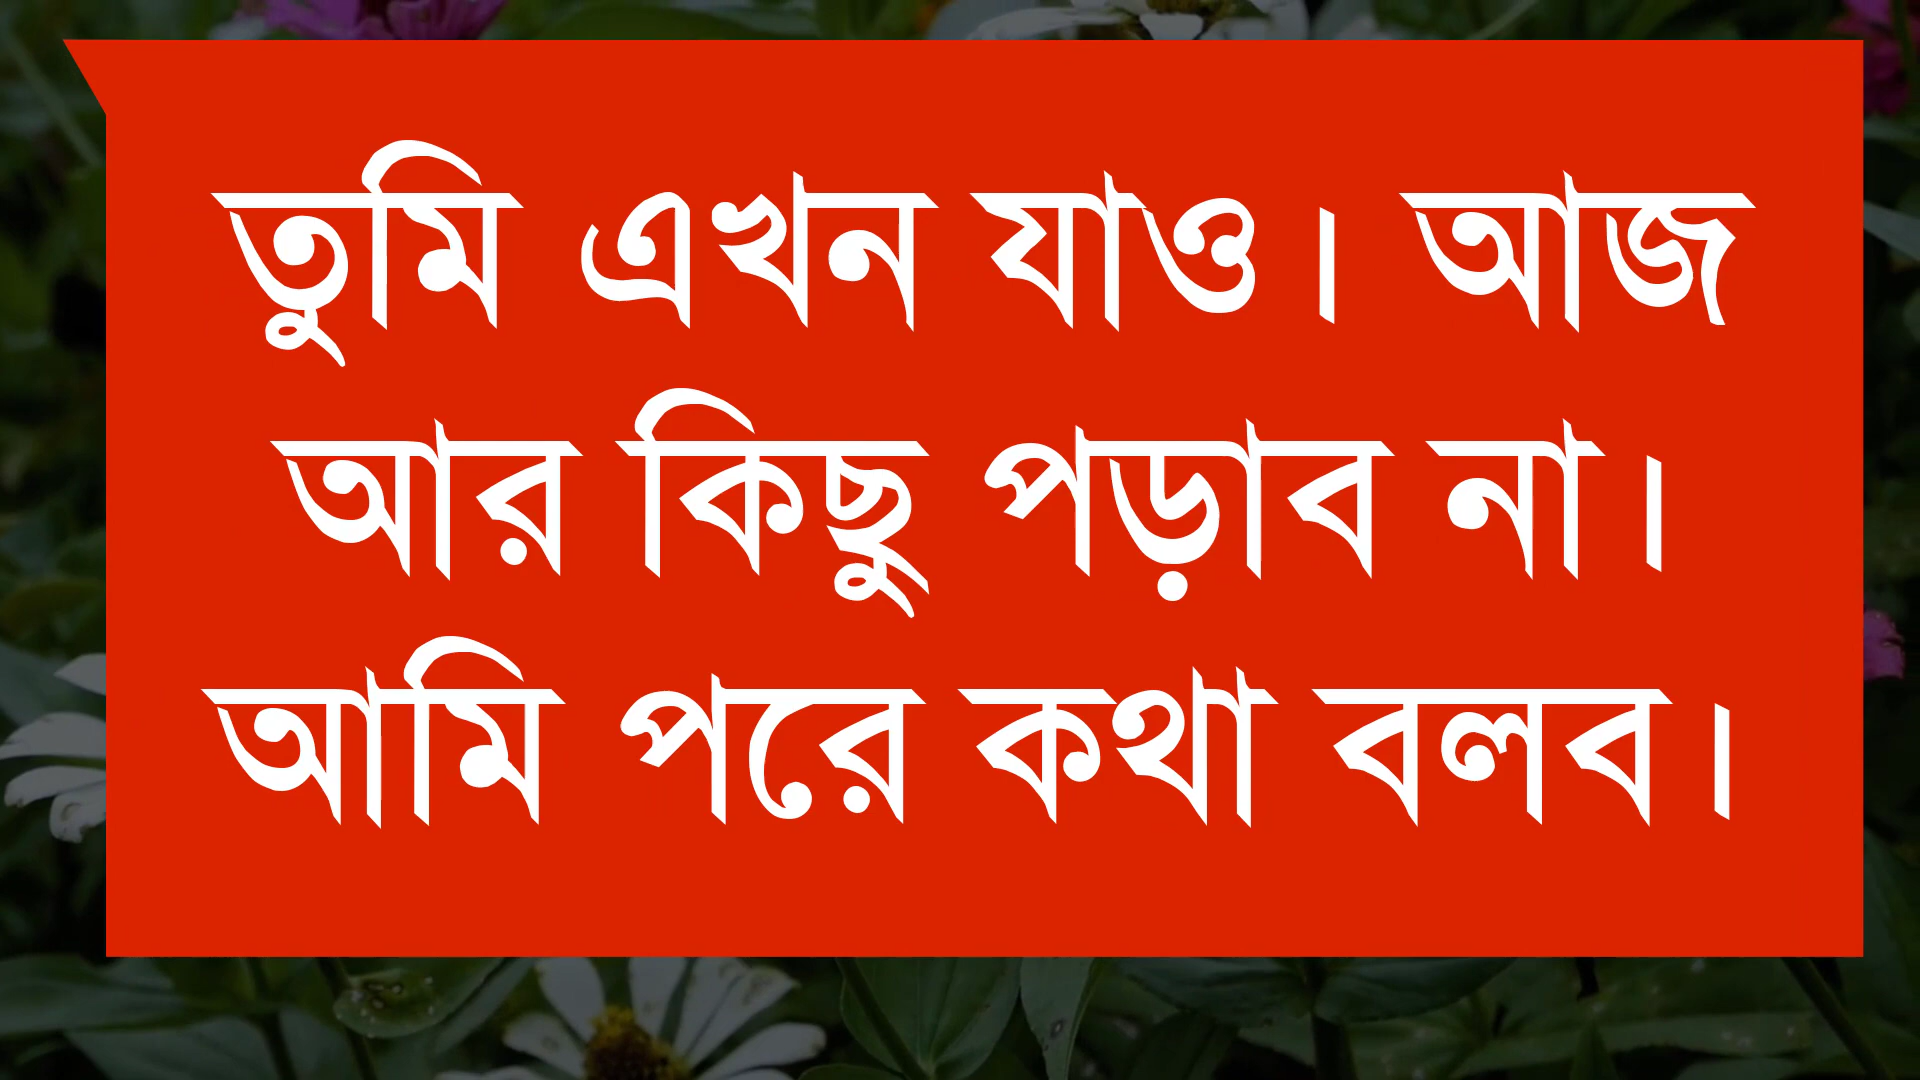 তুমি এখন যাও। আজ
আর কিছু পড়াব না।
আমি পরে কথা বলব।